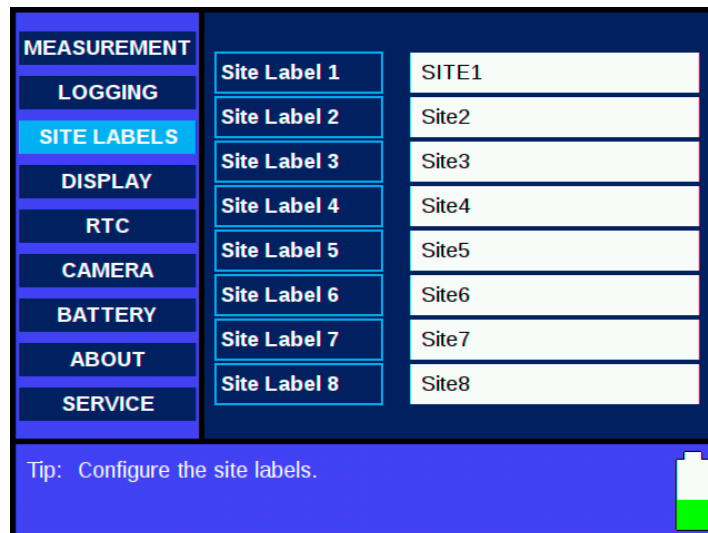 MEASUREMENT
LOGGING
SITE LABELS
DISPLAY
RTC
CAMERA
BATTERY
ABOUT
SERVICE
Site Label 1 SITE1
Site Label 2 Site2
Site Label 3 Site3
Site Label 4 Site4
Site Label 5 Site5
Site Label 6 Site6
Site Label 7 Site7
Site Label 8 Site8
Tip: Configure the site labels.